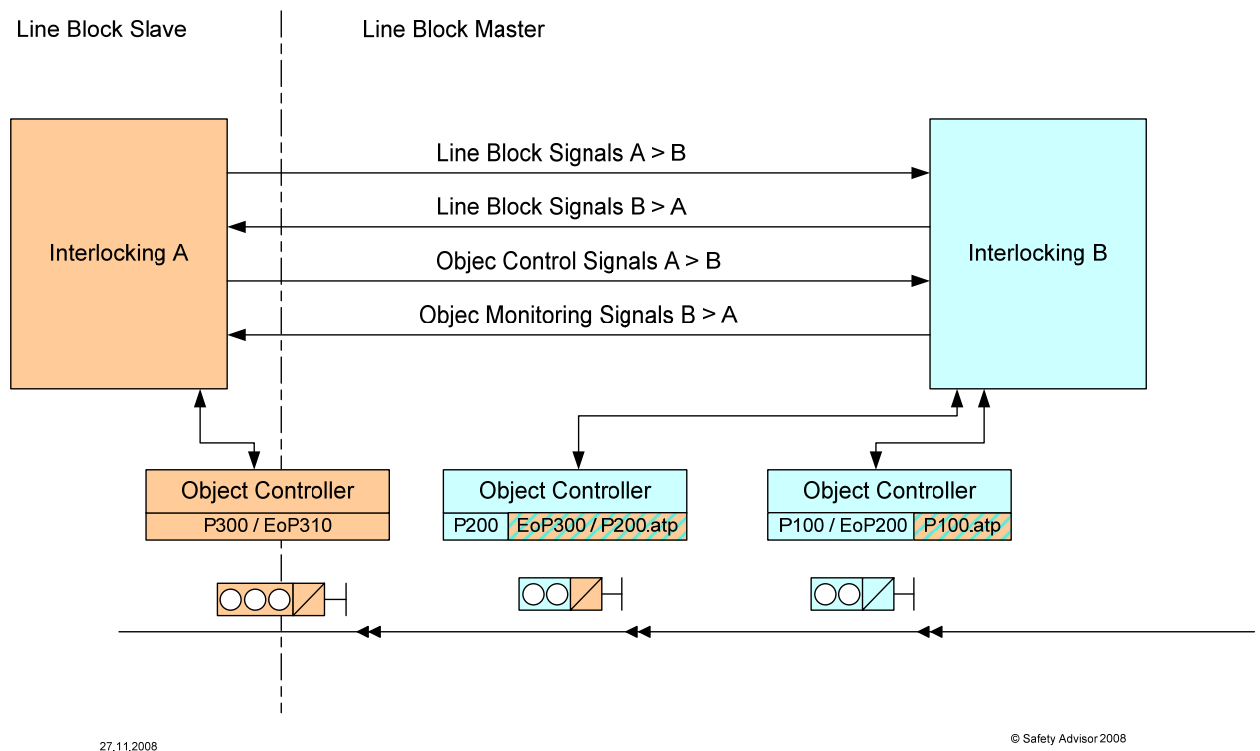 Line Block Slave
Line Block Master
Line Block Signals A > B
Line Block Signals B > A
Interlocking A
Interlocking B
Objec Control Signals A > B
Objec Monitoring Signals B > A
Object Controller
P300 / EoP310
Object Controller
P200
EoP300 / P200.atp
Object Controller
P100 / EoP200
P100.atp
27.11.2008
© Safety Advisor 2008